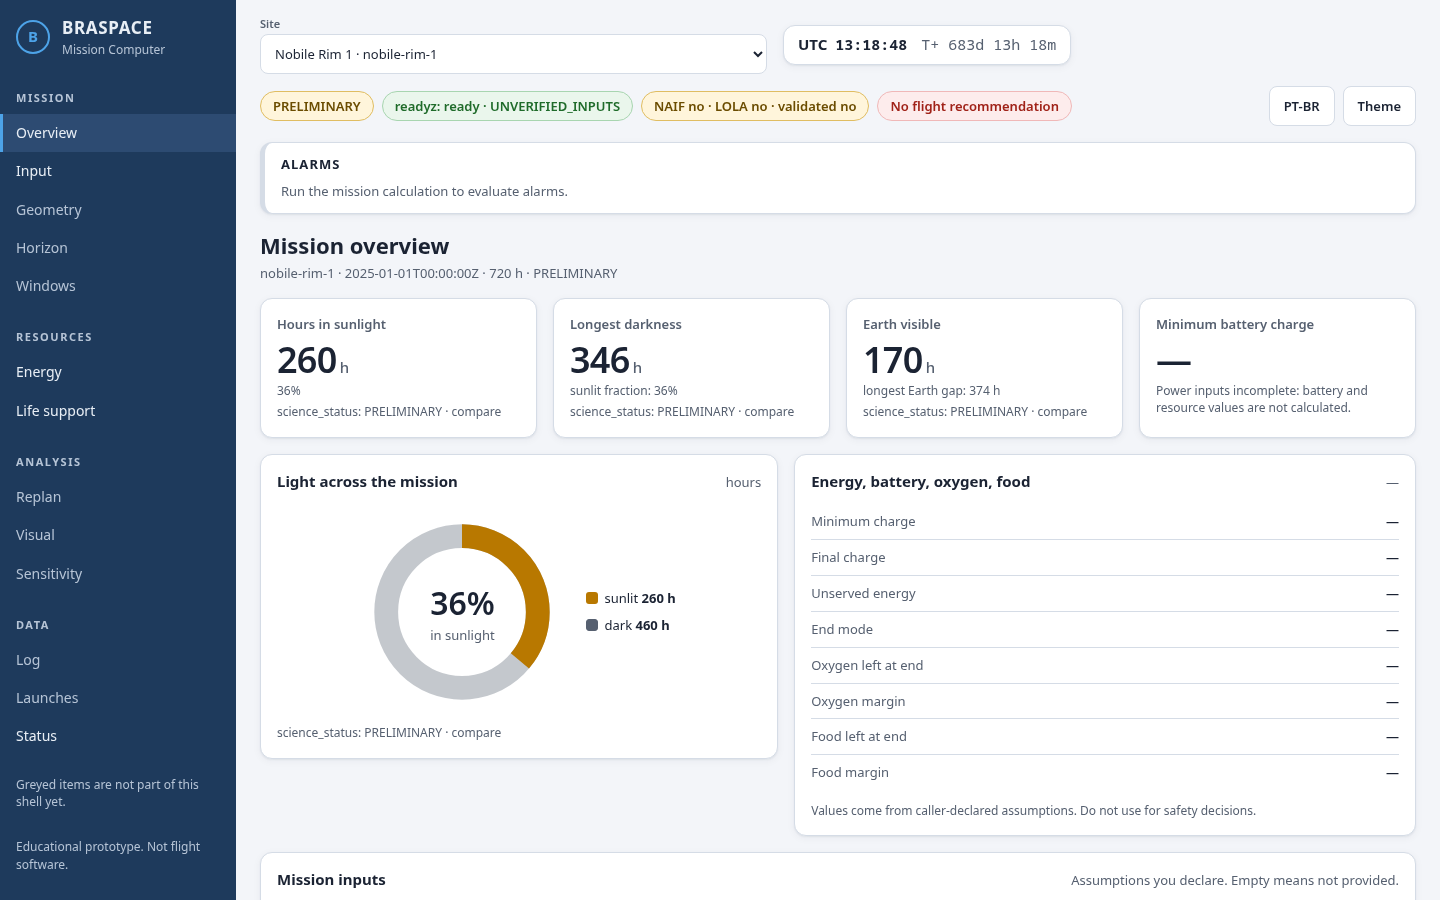 B
BRASPACE
Mission Computer
MISSION
Overview
Input
Geometry
Horizon
Windows
RESOURCES
Energy
Life support
ANALYSIS
Replan
Visual
Sensitivity
DATA
Log
Launches
Status
Greyed items are not part of this
shell yet.
Educational prototype. Not flight
software.
Site
Nobile Rim 1 · nobile-rim-1
UTC 13:18:48 T+ 683d 13h 18m
PRELIMINARY
readyz: ready · UNVERIFIED_INPUTS
NAIF no · LOLA no · validated no
No flight recommendation
PT-BR
Theme
ALARMS
Run the mission calculation to evaluate alarms.
Mission overview
nobile-rim-1 · 2025-01-01T00:00:00Z · 720 h · PRELIMINARY
Hours in sunlight
260 h
36%
science_status: PRELIMINARY · compare
Longest darkness
346 h
sunlit fraction: 36%
science_status: PRELIMINARY · compare
Earth visible
170 h
longest Earth gap: 374 h
science_status: PRELIMINARY · compare
Minimum battery charge
—
Power inputs incomplete: battery and
resource values are not calculated.
Light across the mission hours
36%
in sunlight
sunlit 260 h
dark 460 h
science_status: PRELIMINARY · compare
Energy, battery, oxygen, food —
Minimum charge —
Final charge —
Unserved energy —
End mode —
Oxygen left at end —
Oxygen margin —
Food left at end —
Food margin —
Values come from caller-declared assumptions. Do not use for safety decisions.
Mission inputs Assumptions you declare. Empty means not provided.